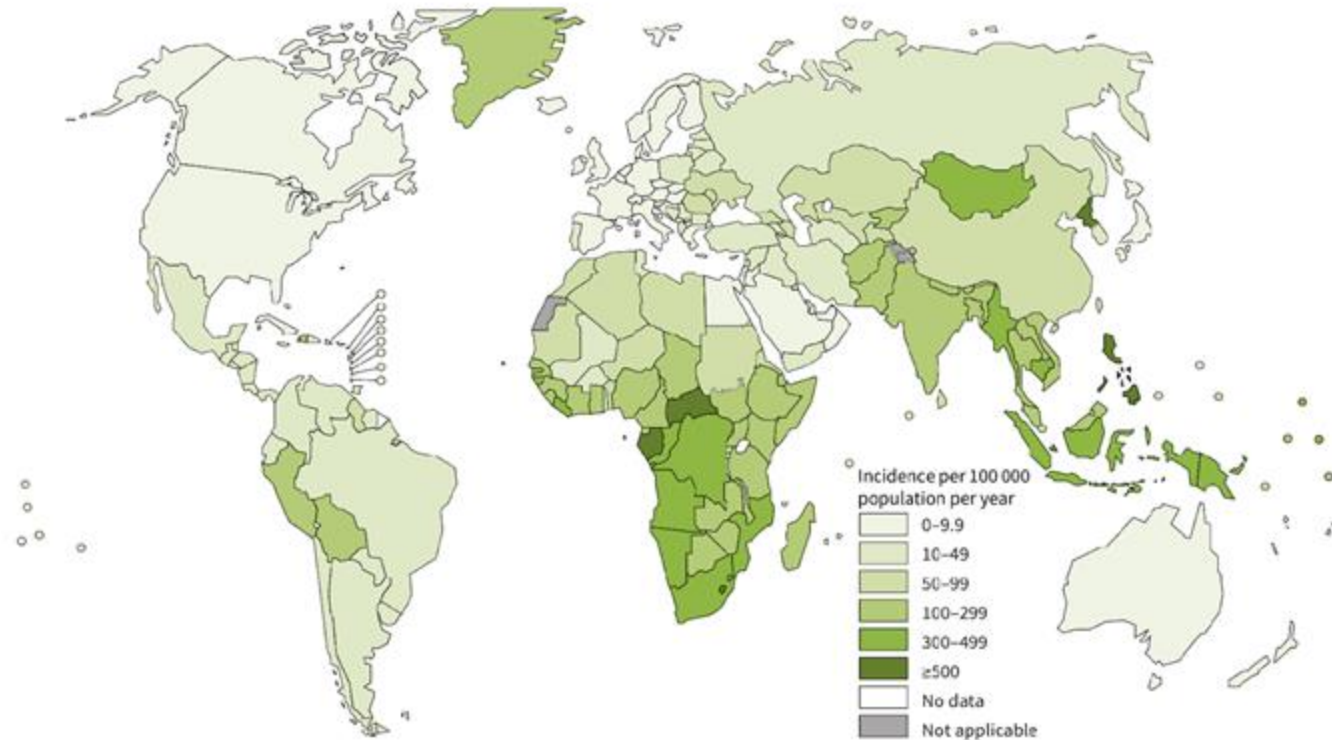 Incidence per 100 000
population per year
0–9.9
10–49
50–99
100–299
300–499
≥500
No data
Not applicable